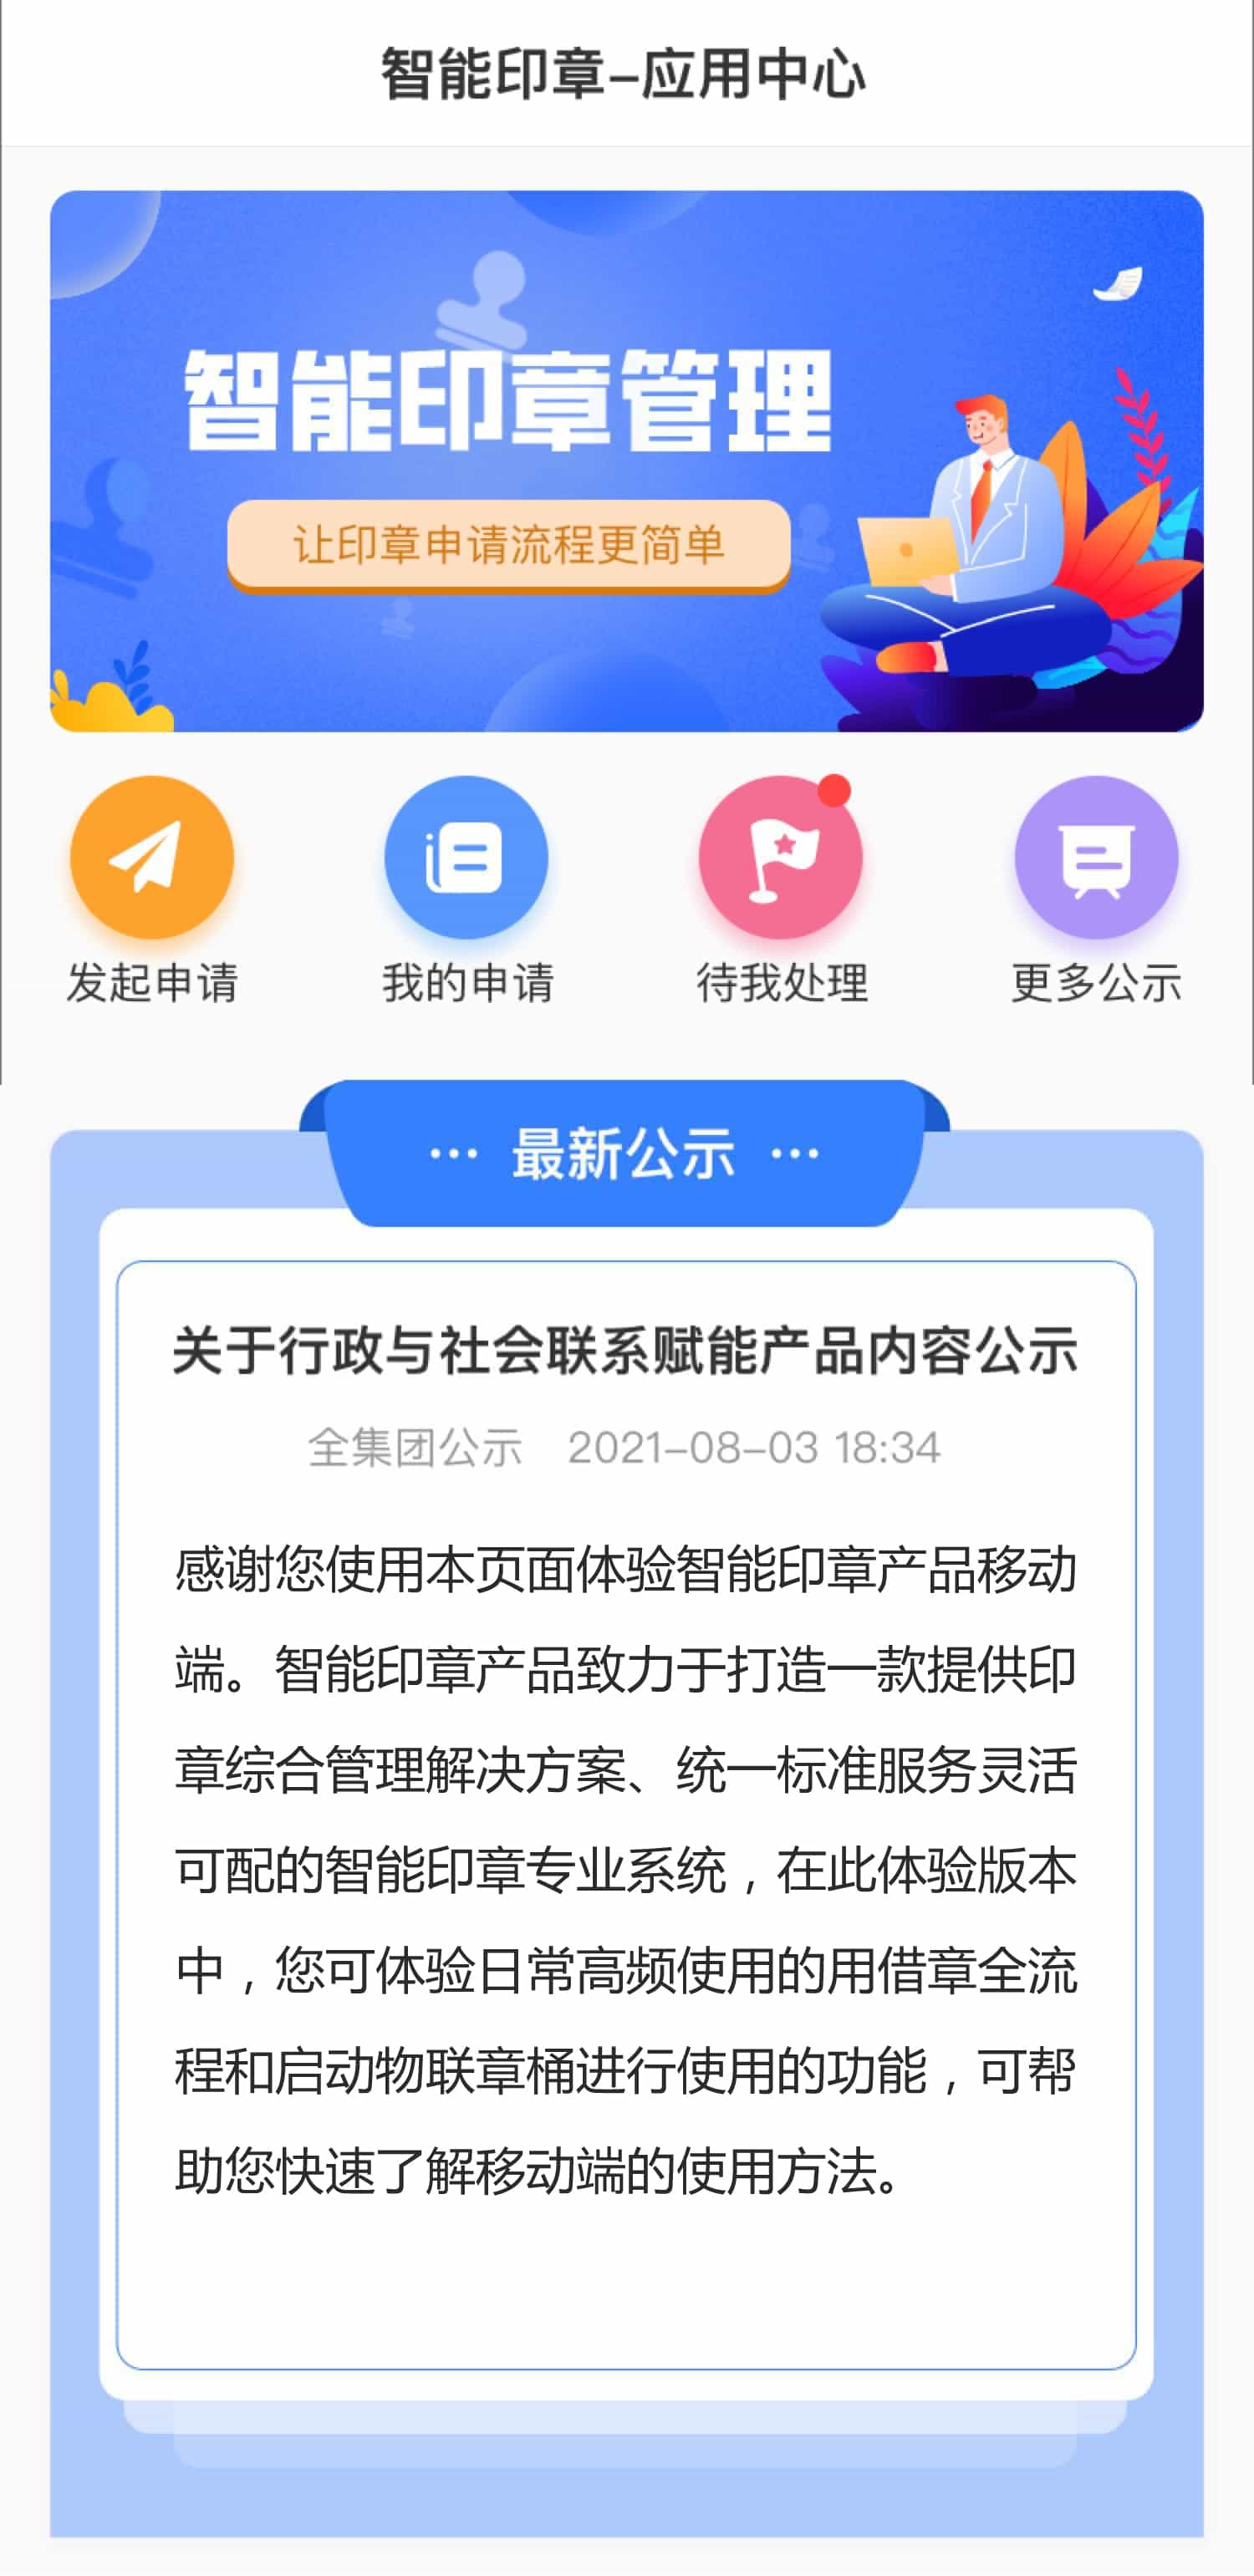 智能印章–应用中心
智能印章管理
让印章申请流程更简单
发起申请
我的申请
待我处理
更多公示
··· 最新公示 ···
关于行政与社会联系赋能产品内容公示
全集团公示 2021–08–03 18:34
感谢您使用本页面体验智能印章产品移动
端。智能印章产品致力于打造一款提供印
章综合管理解决方案、统一标准服务灵活
可配的智能印章专业系统，在此体验版本
中，您可体验日常高频使用的用借章全流
程和启动物联章桶进行使用的功能，可帮
助您快速了解移动端的使用方法。